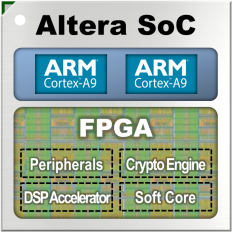 Altera SoC
ARM ARM
Cortex-A9 Cortex-A9
FPGA
Peripherals Crypto Engine
DSP Accelerator Soft Core